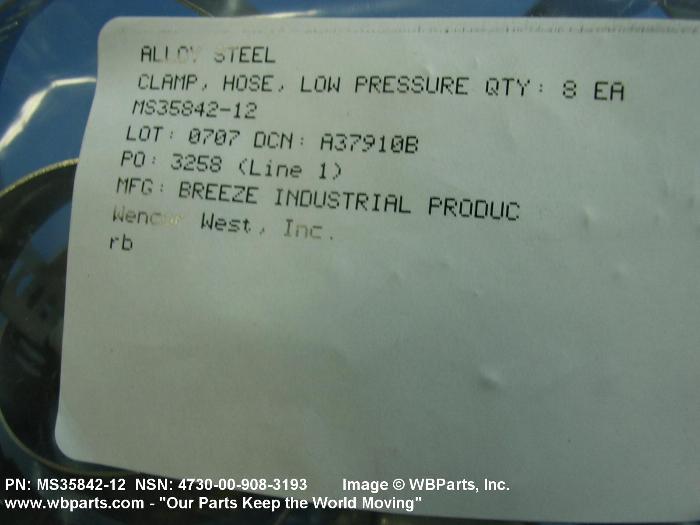 ALLOY STEEL
CLAMP, HOSE, LOW PRESSURE QTY: 8 EA
MS35842-12
LOT: 0707 DCN: A37910B
PO: 3258 (Line 1)
MFG: BREEZE INDUSTRIAL PRODUC
Wencor West, Inc.
rb
PN: MS35842-12 NSN: 4730-00-908-3193 Image © WBParts, Inc.
www.wbparts.com - "Our Parts Keep the World Moving"